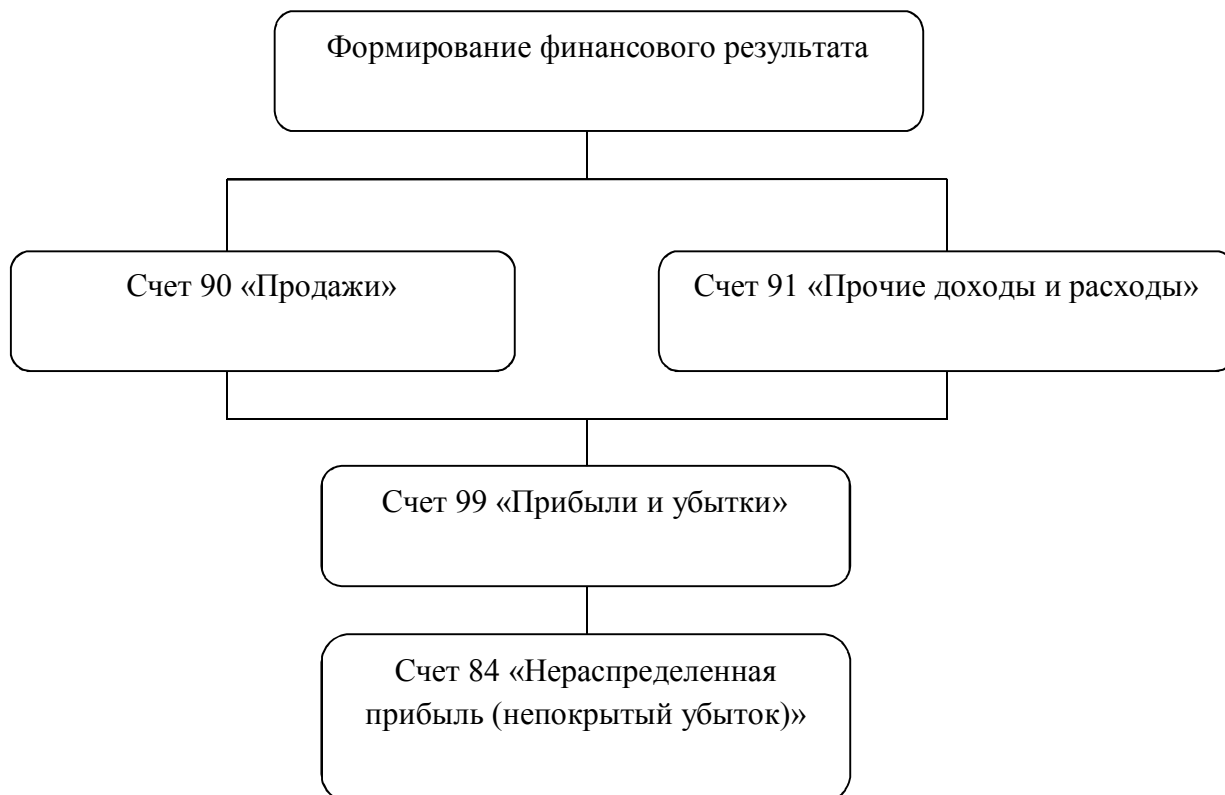 Формирование финансового результата
Счет 90 «Продажи»
Счет 91 «Прочие доходы и расходы»
Счет 99 «Прибыли и убытки»
Счет 84 «Нераспределенная
прибыль (непокрытый убыток)»